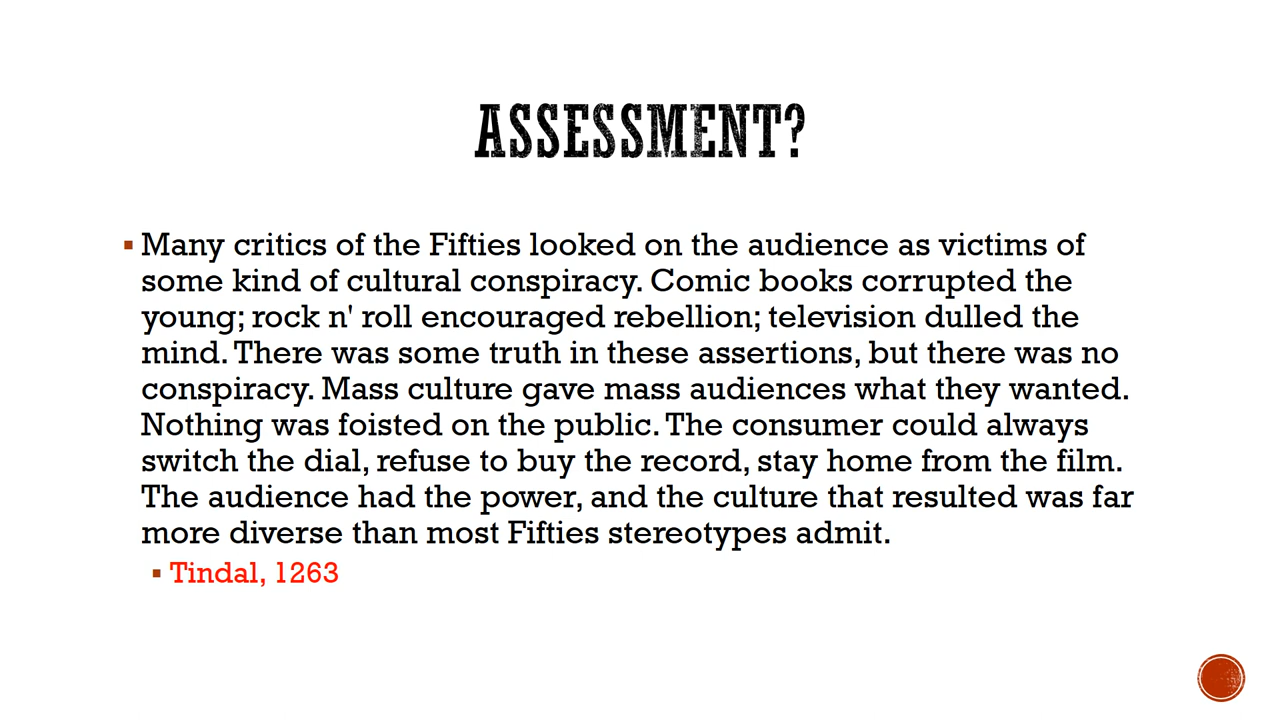 ASSESSMENT?
Many critics of the Fifties looked on the audience as victims of
some kind of cultural conspiracy. Comic books corrupted the
young; rock n' roll encouraged rebellion; television dulled the
mind. There was some truth in these assertions, but there was no
conspiracy. Mass culture gave mass audiences what they wanted.
Nothing was foisted on the public. The consumer could always
switch the dial, refuse to buy the record, stay home from the film.
The audience had the power, and the culture that resulted was far
more diverse than most Fifties stereotypes admit.
Tindal, 1263